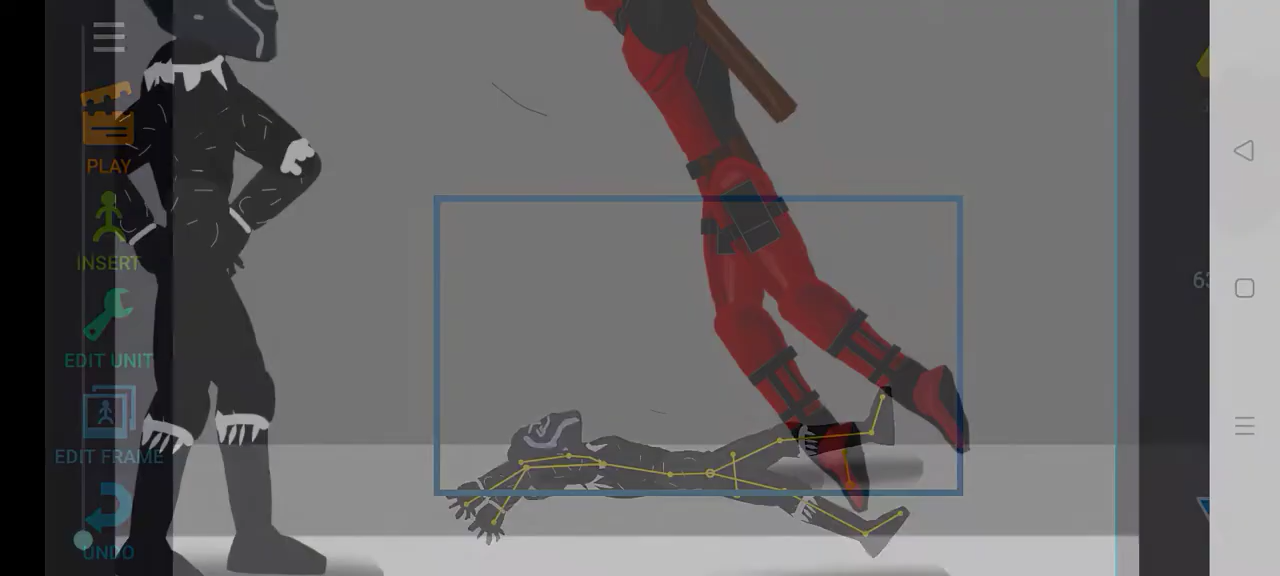 PLAY
INSERT
EDIT UNIT
EDIT FRAME
UNDO